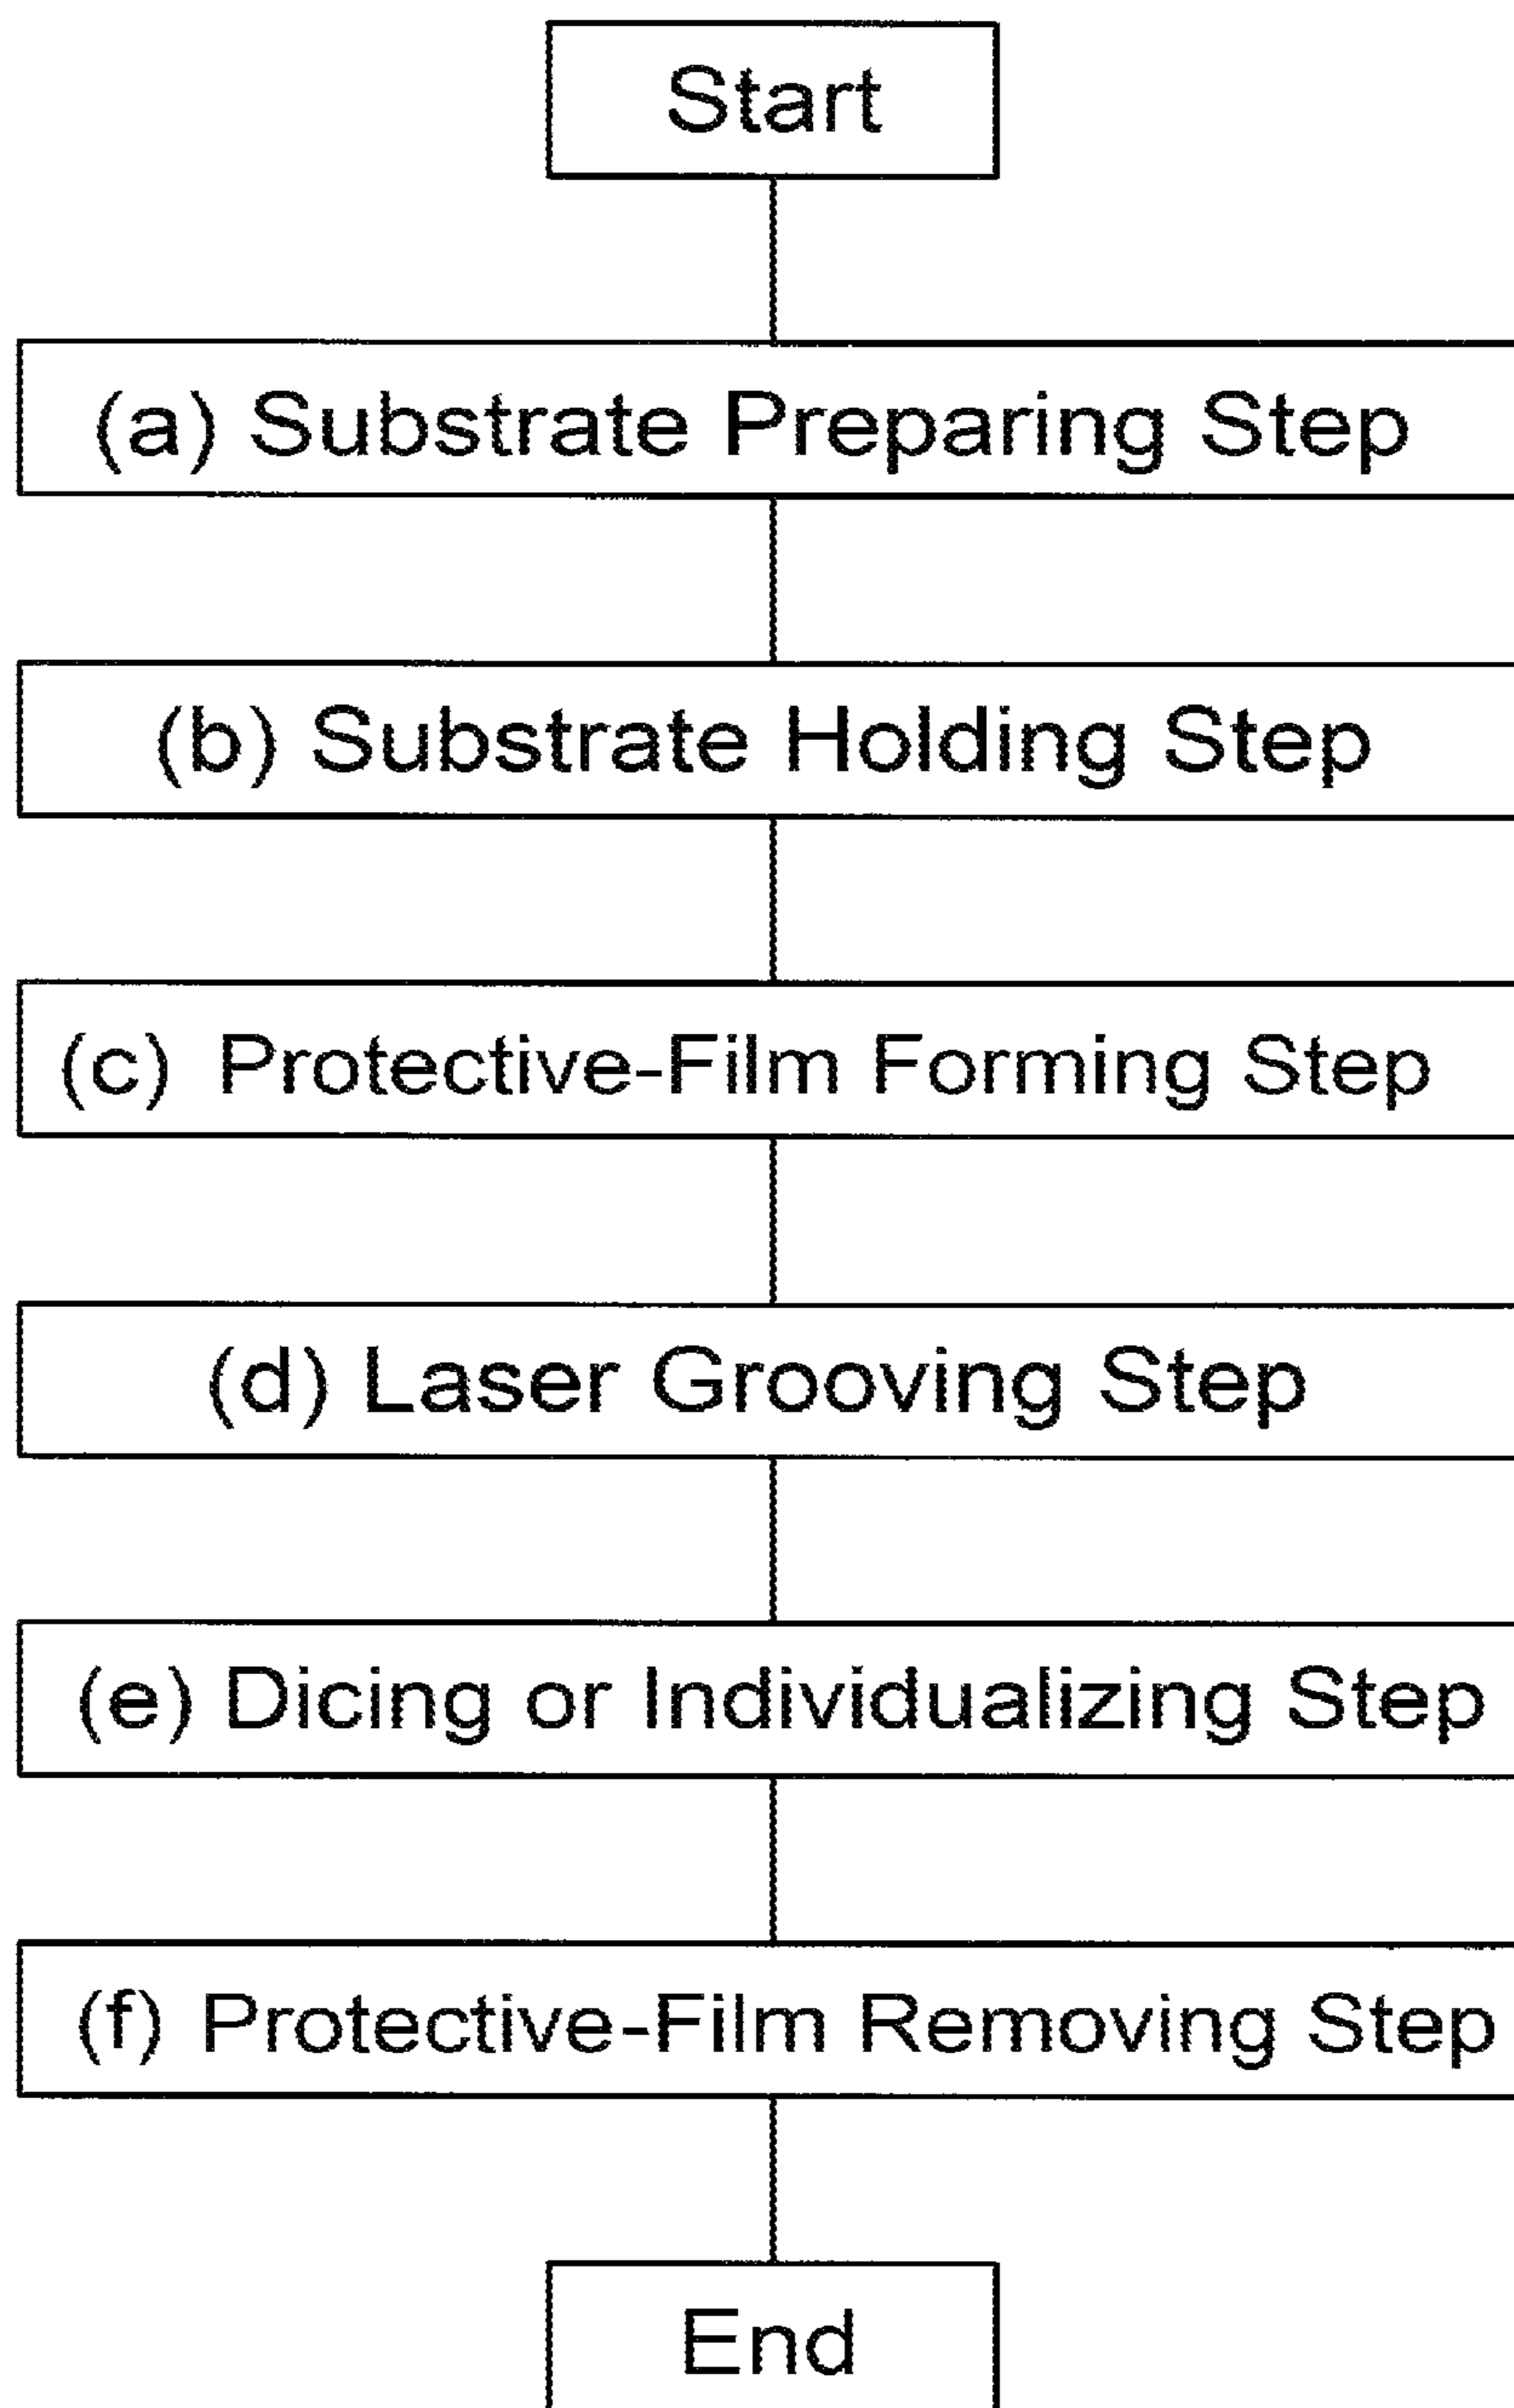 Start
(a) Substrate Preparing Step
(b) Substrate Holding Step
(c) Protective-Film Forming Step
(d) Laser Grooving Step
(e) Dicing or Individualizing Step
(f) Protective-Film Removing Step
End